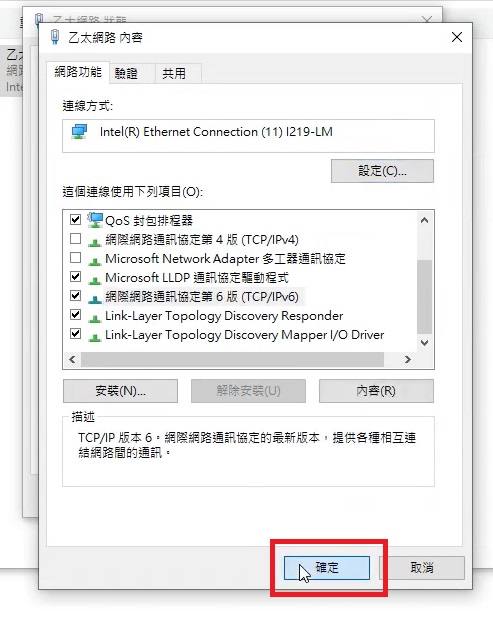 乙太網路 狀態
乙太網路 內容
網路功能 驗證 共用
連線方式:
Intel(R) Ethernet Connection (11) I219-LM
設定(C)...
這個連線使用下列項目(O):
QoS 封包排程器
網際網路通訊協定第 4 版 (TCP/IPv4)
Microsoft Network Adapter 多工器通訊協定
Microsoft LLDP 通訊協定驅動程式
網際網路通訊協定第 6 版 (TCP/IPv6)
Link-Layer Topology Discovery Responder
Link-Layer Topology Discovery Mapper I/O Driver
安裝(N)... 解除安裝(U) 內容(R)
描述
TCP/IP 版本 6。網際網路通訊協定的最新版本，提供各種相互連
結網路間的通訊。
確定 取消